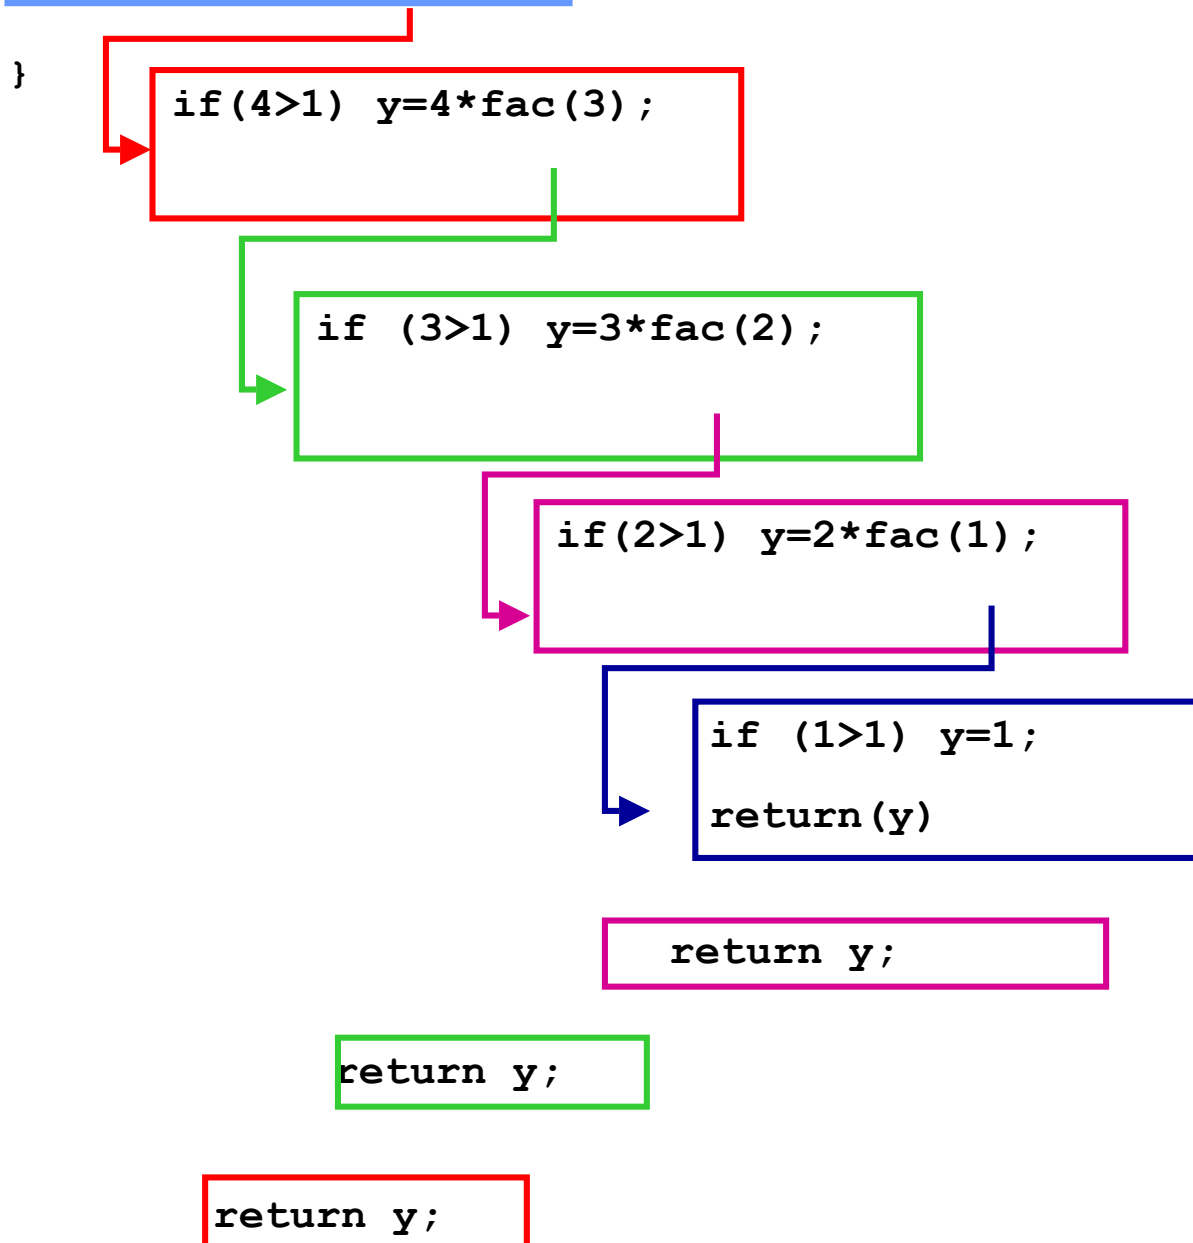 }
if(4>1) y=4*fac(3);
if (3>1) y=3*fac(2);
if(2>1) y=2*fac(1);
if (1>1) y=1;
return(y)
return y;
return y;
return y;